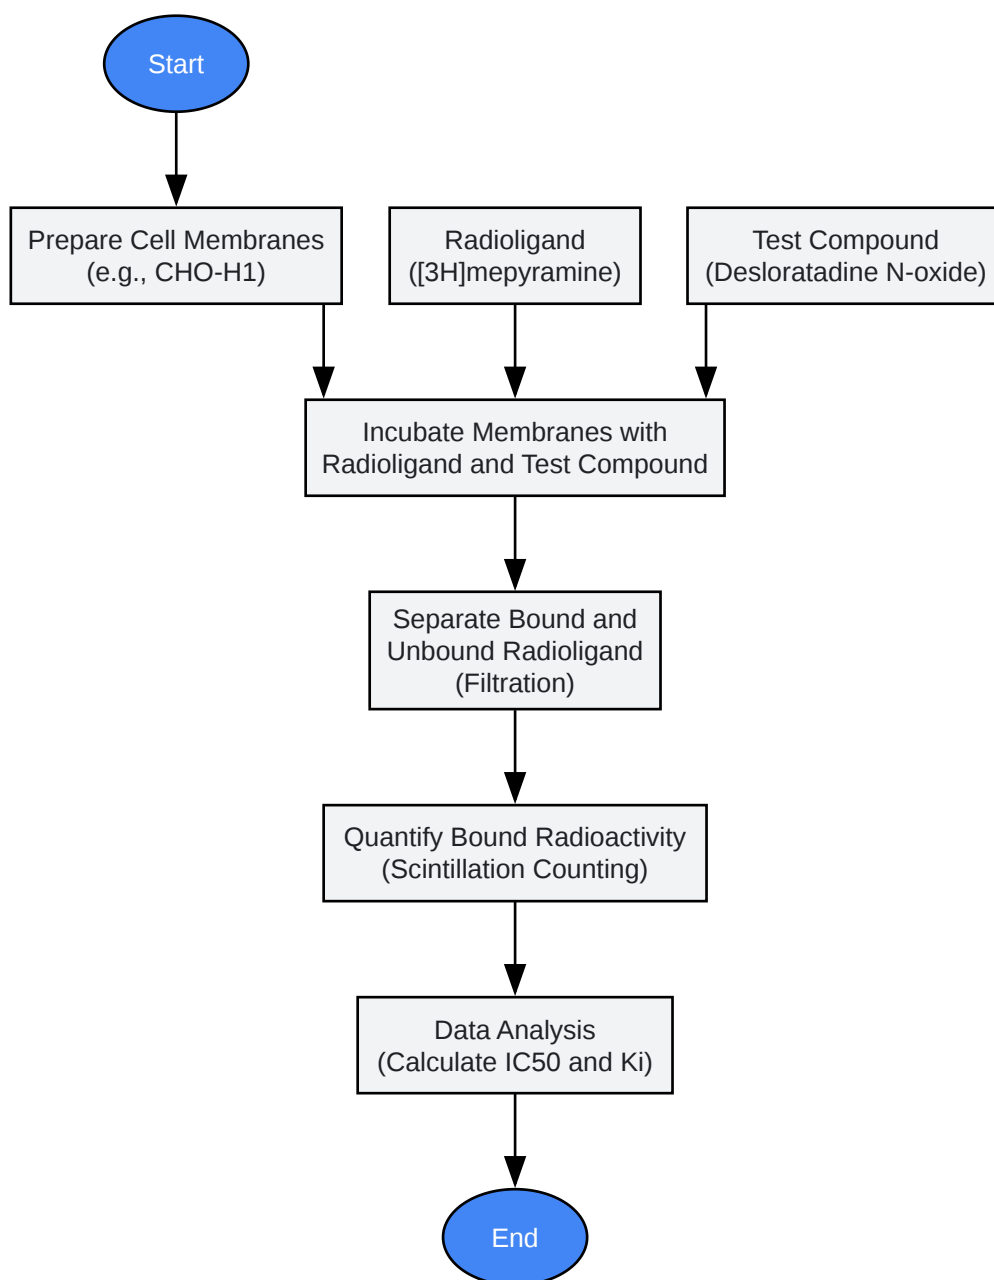 Start
Prepare Cell Membranes
(e.g., CHO-H1)
Radioligand
([3H]mepyramine)
Test Compound
(Desloratadine N-oxide)
Incubate Membranes with
Radioligand and Test Compound
Separate Bound and
Unbound Radioligand
(Filtration)
Quantify Bound Radioactivity
(Scintillation Counting)
Data Analysis
(Calculate IC50 and Ki)
End